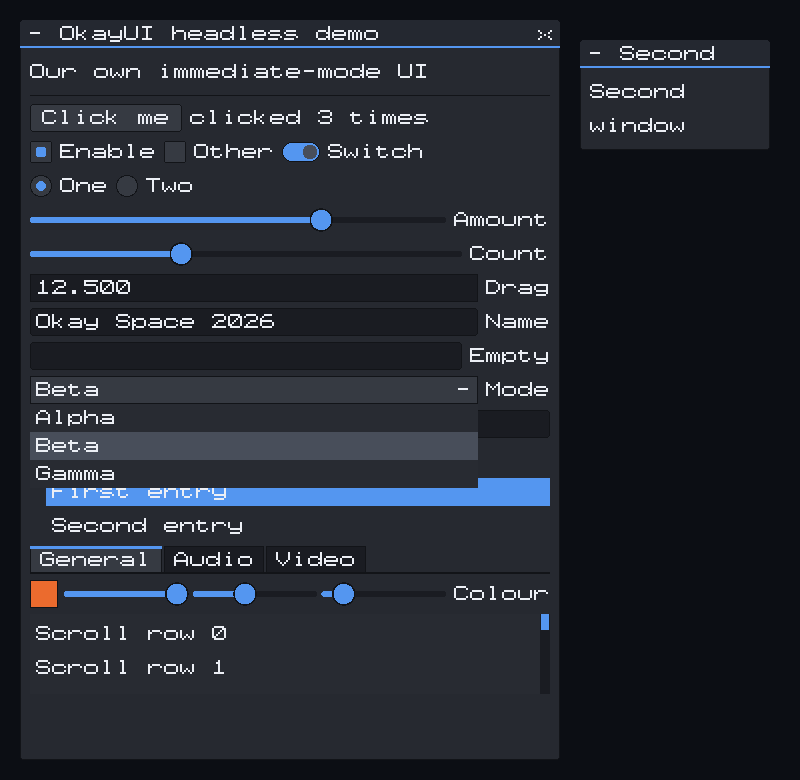 - OkayUI headless demo ×
Our own immediate-mode UI
Click me clicked 3 times
Enable Other Switch
One Two
Amount
Count
12.500 Drag
Okay Space 2026 Name
Empty
Beta - Mode
Alpha
Beta
Gamma
First entry
Second entry
General Audio Video
Colour
Scroll row 0
Scroll row 1
- Second
Second
window